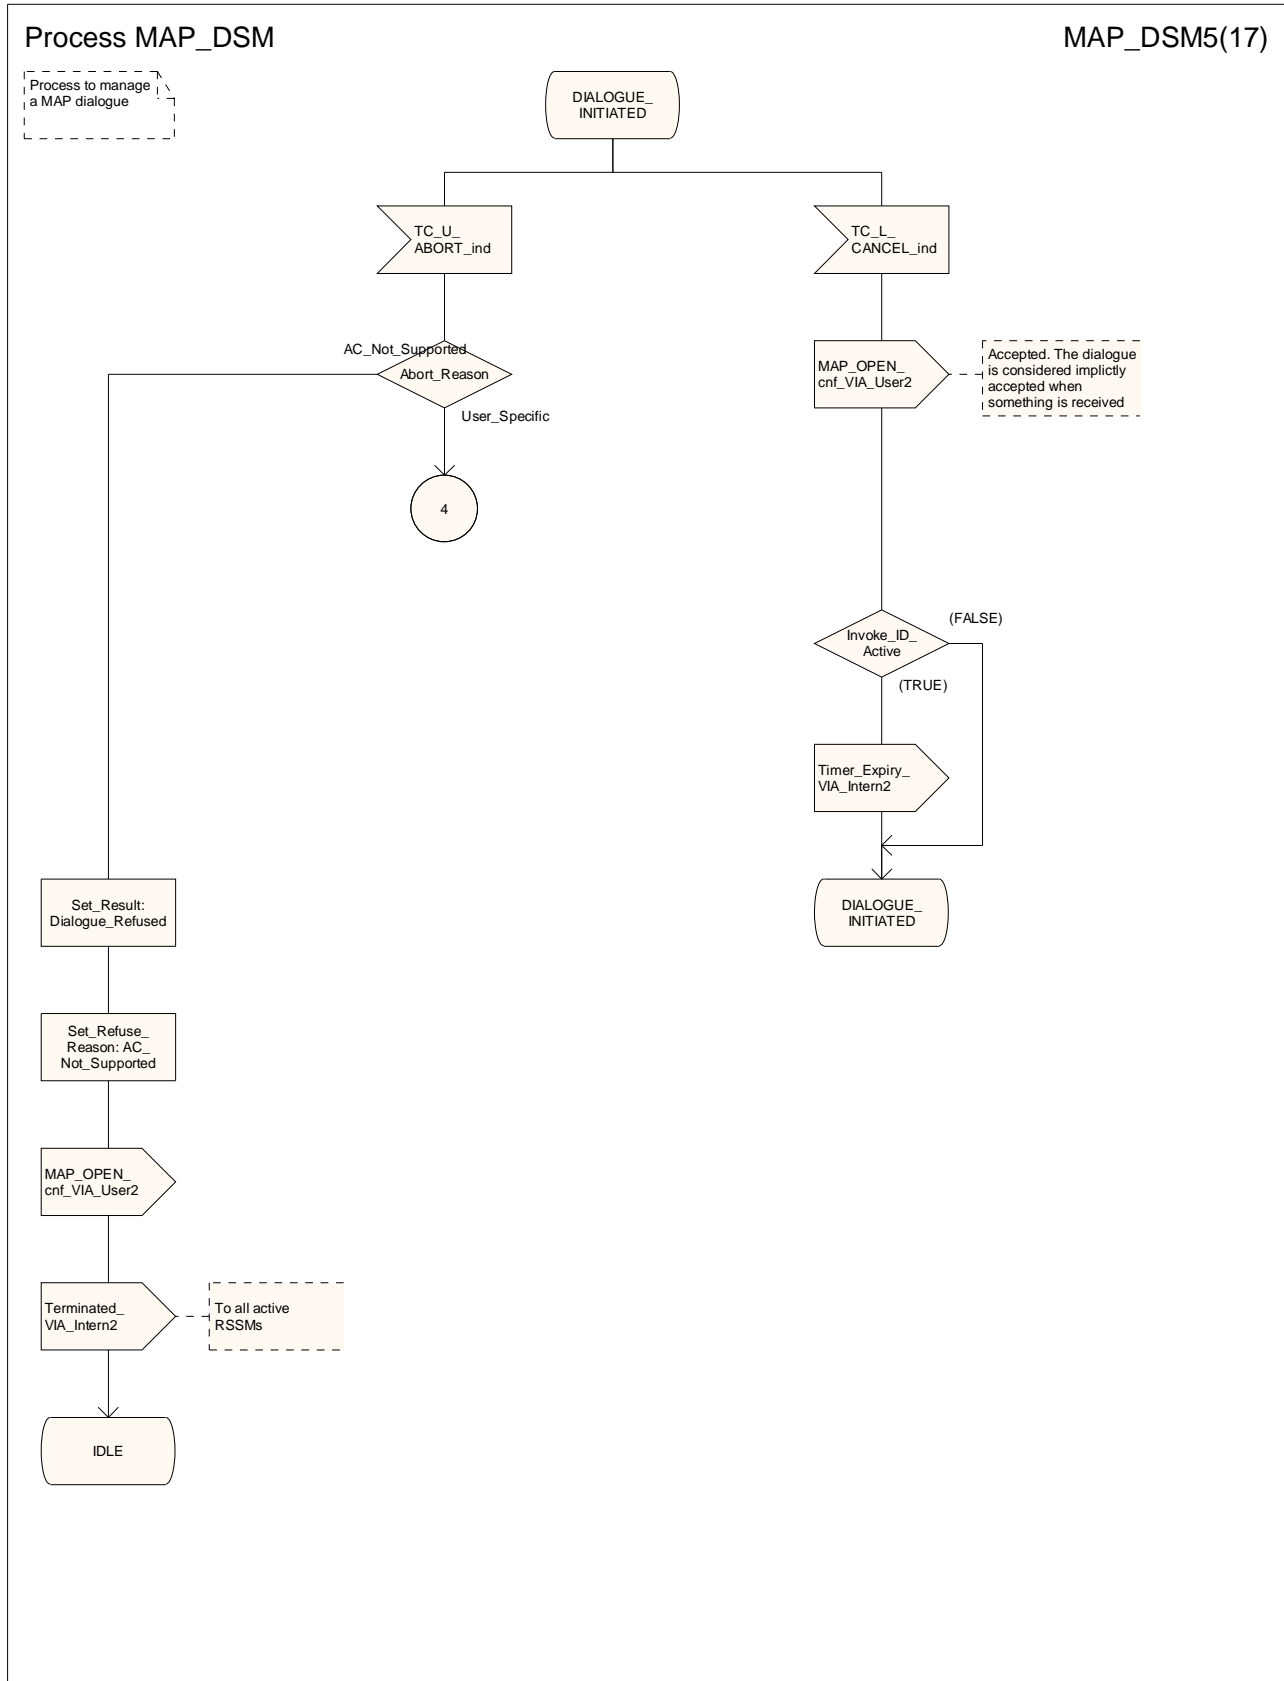 Process MAP_DSM
MAP_DSM5(17)
Process to manage
a MAP dialogue
DIALOGUE_
INITIATED
TC_U_
ABORT_ind
TC_L_
CANCEL_ind
AC_Not_Supported
Abort_Reason
User_Specific
4
MAP_OPEN_
cnf_VIA_User2
Accepted. The dialogue
is considered implictly
accepted when
something is received
Invoke_ID_
Active
(FALSE)
(TRUE)
Timer_Expiry_
VIA_Intern2
DIALOGUE_
INITIATED
Set_Result:
Dialogue_Refused
Set_Refuse_
Reason: AC_
Not_Supported
MAP_OPEN_
cnf_VIA_User2
Terminated_
VIA_Intern2
To all active
RSSMs
IDLE